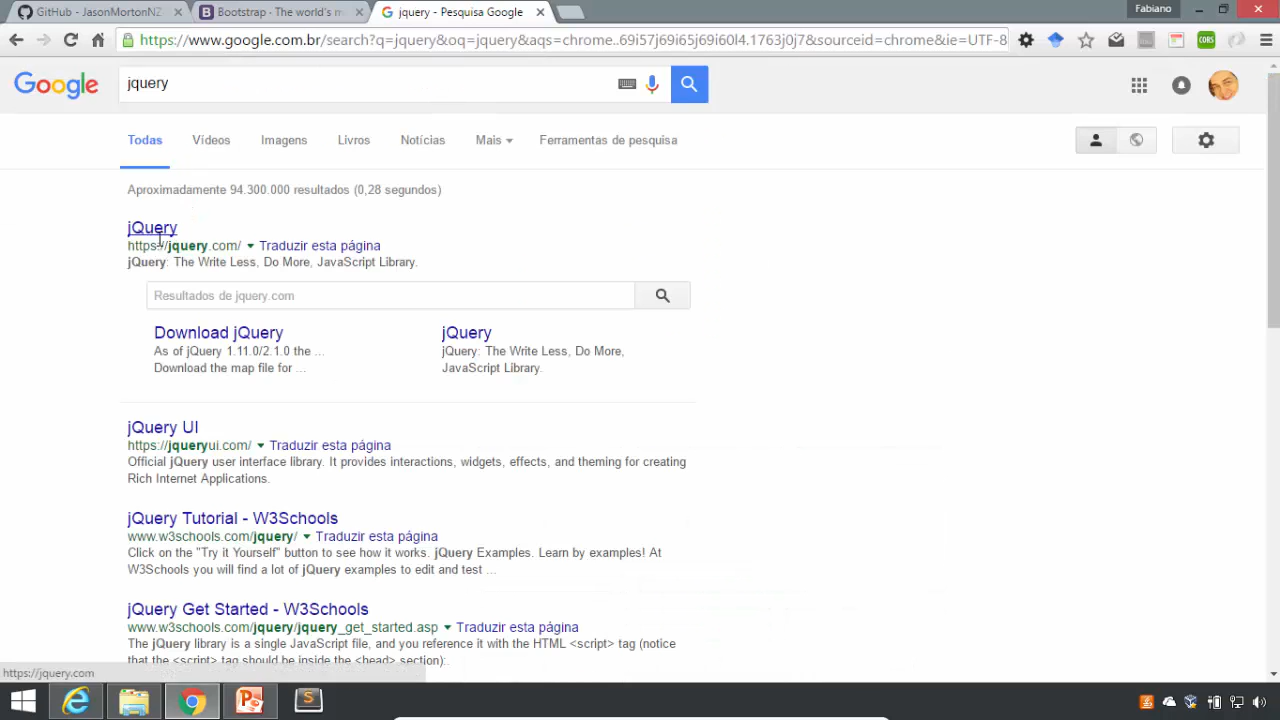 GitHub - JasonMortonNZ
Bootstrap - The world's m
jquery - Pesquisa Google
Fabiano
https://www.google.com.br/search?q=jquery&oq=jquery&aqs=chrome..69i57j69i65j69i60l4.1763j0j7&sourceid=chrome&ie=UTF-8
CORS
Google
jquery
Todas Vídeos Imagens Livros Notícias Mais Ferramentas de pesquisa
Aproximadamente 94.300.000 resultados (0,28 segundos)
jQuery
https://jquery.com/ Traduzir esta página
jQuery: The Write Less, Do More, JavaScript Library.
Resultados de jquery.com
Download jQuery
As of jQuery 1.11.0/2.1.0 the ...
Download the map file for ...
jQuery
jQuery: The Write Less, Do More,
JavaScript Library.
jQuery UI
https://jqueryui.com/ Traduzir esta página
Official jQuery user interface library. It provides interactions, widgets, effects, and theming for creating
Rich Internet Applications.
jQuery Tutorial - W3Schools
www.w3schools.com/jquery/ Traduzir esta página
Click on the "Try it Yourself" button to see how it works. jQuery Examples. Learn by examples! At
W3Schools you will find a lot of jQuery examples to edit and test ...
jQuery Get Started - W3Schools
www.w3schools.com/jquery/jquery_get_started.asp Traduzir esta página
The jQuery library is a single JavaScript file, and you reference it with the HTML <script> tag (notice
that the <script> tag should be inside the <head> section):.
https://jquery.com